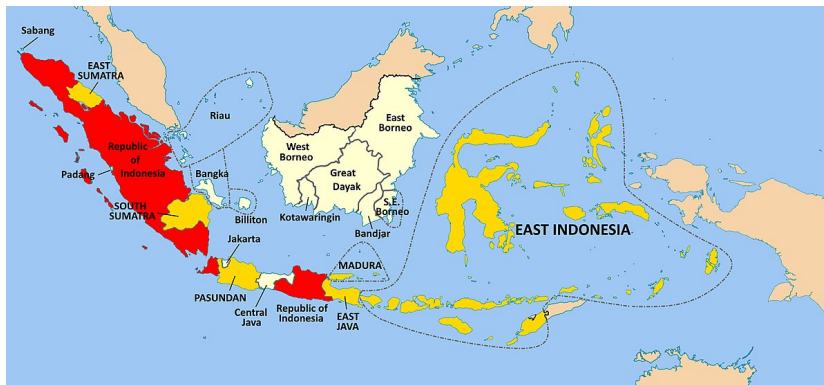 Sabang
EAST
SUMATRA
Riau
Republic
of
Indonesia
Padang
Bangka
SOUTH
SUMATRA
Billiton
West
Borneo
East
Borneo
Great
Dayak
Kotawaringin
S.E.
Borneo
Bandjar
EAST INDONESIA
Jakarta
MADURA
PASUNDAN
Central
Java
Republic of
Indonesia
EAST
JAVA